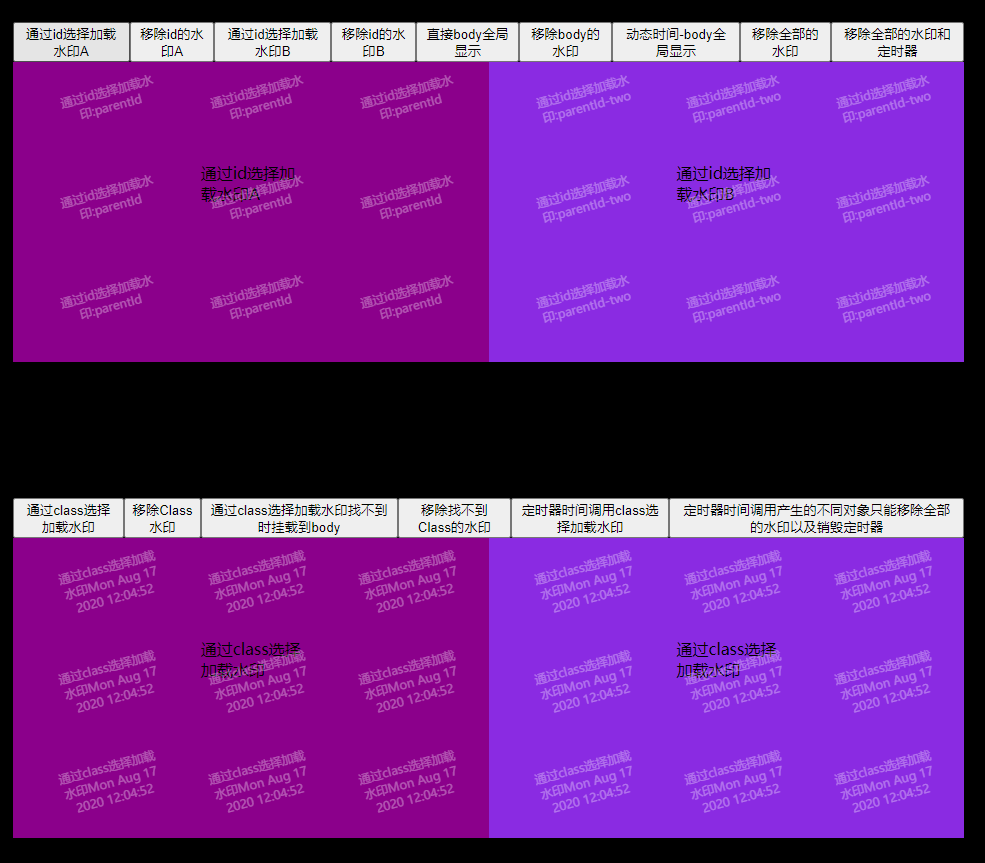 通过id选择加载
水印A
移除id的水
印A
通过id选择加载
水印B
移除id的水
印B
直接body全局
显示
移除body的
水印
动态时间-body全
局显示
移除全部的
水印
移除全部的水印和
定时器
通过id选择加载水
印:parentId
通过id选择加载水
印:parentId
通过id选择加载水
印:parentId
通过id选择加载水
印:parentId-two
通过id选择加载水
印:parentId-two
通过id选择加载水
印:parentId-two
通过id选择加
载水印A
通过id选择加
载水印B
通过id选择加载水
印:parentId
通过id选择加载水
印:parentId
通过id选择加载水
印:parentId
通过id选择加载水
印:parentId-two
通过id选择加载水
印:parentId-two
通过id选择加载水
印:parentId-two
通过id选择加载水
印:parentId
通过id选择加载水
印:parentId
通过id选择加载水
印:parentId
通过id选择加载水
印:parentId-two
通过id选择加载水
印:parentId-two
通过id选择加载水
印:parentId-two
通过class选择
加载水印
移除Class
水印
通过class选择加载水印找不到
时挂载到body
移除找不到
Class的水印
定时器时间调用class选
择加载水印
定时器时间调用产生的不同对象只能移除全部
的水印以及销毁定时器
通过class选择加载
水印Mon Aug 17
2020 12:04:52
通过class选择加载
水印Mon Aug 17
2020 12:04:52
通过class选择加载
水印Mon Aug 17
2020 12:04:52
通过class选择加载
水印Mon Aug 17
2020 12:04:52
通过class选择加载
水印Mon Aug 17
2020 12:04:52
通过class选择加载
水印Mon Aug 17
2020 12:04:52
通过class选择
加载水印
通过class选择
加载水印
通过class选择加载
水印Mon Aug 17
2020 12:04:52
通过class选择加载
水印Mon Aug 17
2020 12:04:52
通过class选择加载
水印Mon Aug 17
2020 12:04:52
通过class选择加载
水印Mon Aug 17
2020 12:04:52
通过class选择加载
水印Mon Aug 17
2020 12:04:52
通过class选择加载
水印Mon Aug 17
2020 12:04:52
通过class选择加载
水印Mon Aug 17
2020 12:04:52
通过class选择加载
水印Mon Aug 17
2020 12:04:52
通过class选择加载
水印Mon Aug 17
2020 12:04:52
通过class选择加载
水印Mon Aug 17
2020 12:04:52
通过class选择加载
水印Mon Aug 17
2020 12:04:52
通过class选择加载
水印Mon Aug 17
2020 12:04:52